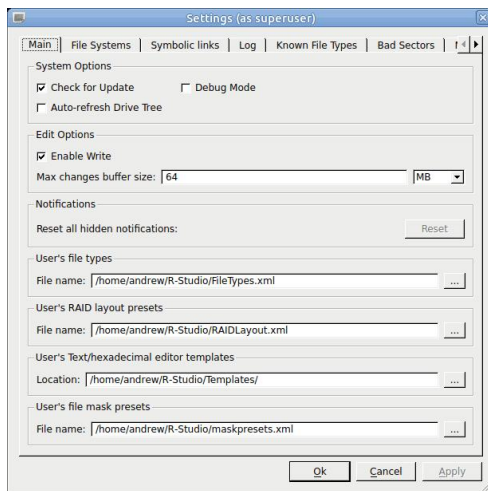 Settings (as superuser)
Main File Systems Symbolic links Log Known File Types Bad Sectors
System Options
Check for Update Debug Mode
Auto-refresh Drive Tree
Edit Options
Enable Write
Max changes buffer size: 64 MB
Notifications
Reset all hidden notifications: Reset
User's file types
File name: /home/andrew/R-Studio/FileTypes.xml ...
User's RAID layout presets
File name: /home/andrew/R-Studio/RAIDLayout.xml ...
User's Text/hexadecimal editor templates
Location: /home/andrew/R-Studio/Templates/ ...
User's file mask presets
File name: /home/andrew/R-Studio/maskpresets.xml ...
Ok Cancel Apply